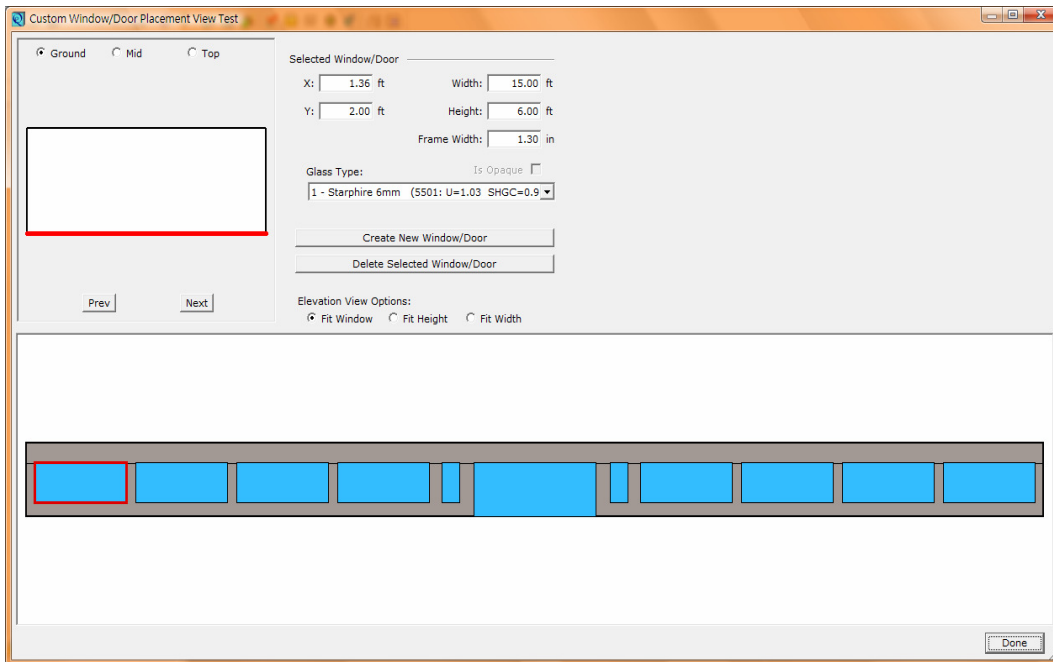 Custom Window/Door Placement View Test
Ground Mid Top
Selected Window/Door
X: 1.36 ft Width: 15.00 ft
Y: 2.00 ft Height: 6.00 ft
Frame Width: 1.30 in
Glass Type: Is Opaque
1 - Starphire 6mm (5501: U=1.03 SHGC=0.9
Create New Window/Door
Delete Selected Window/Door
Prev Next
Elevation View Options:
Fit Window Fit Height Fit Width
Done